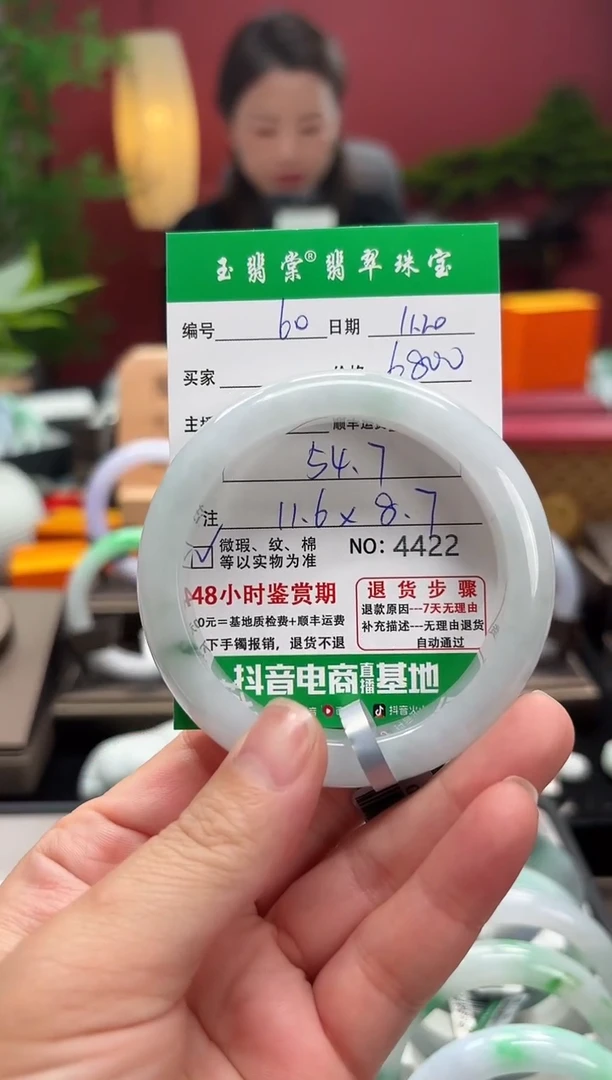 玉翡棠®翡翠珠宝
编号 60 日期 11.20
买家 价格 6800
主播 顺丰运费
54.7
注 11.6x8.7
微瑕、纹、棉
等以实物为准
NO: 4422
48小时鉴赏期
0元=基地质检费+顺丰运费
下手镯报销，退货不退
退货步骤
退款原因---7天无理由
补充描述---无理由退货
自动通过
抖音电商直播基地
抖音火山